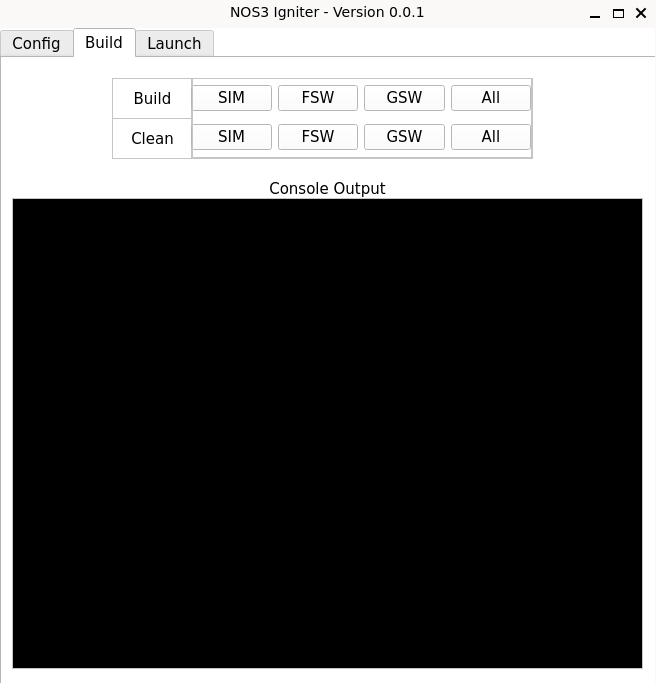 NOS3 Igniter - Version 0.0.1
Config Build Launch
Build SIM FSW GSW All
Clean SIM FSW GSW All
Console Output